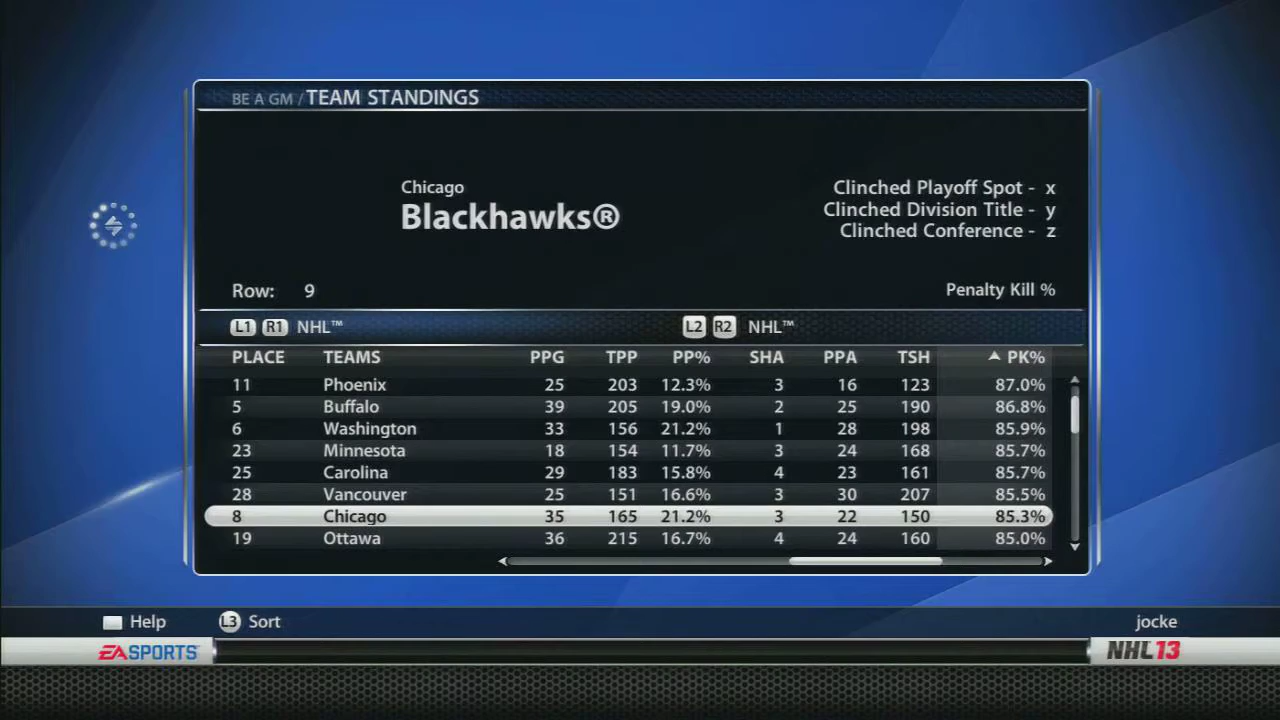 BE A GM / TEAM STANDINGS
Chicago
Blackhawks®
Clinched Playoff Spot - x
Clinched Division Title - y
Clinched Conference - z
Row: 9 Penalty Kill %
L1 R1 NHL™ L2 R2 NHL™
PLACE TEAMS PPG TPP PP% SHA PPA TSH PK%
11 Phoenix 25 203 12.3% 3 16 123 87.0%
5 Buffalo 39 205 19.0% 2 25 190 86.8%
6 Washington 33 156 21.2% 1 28 198 85.9%
23 Minnesota 18 154 11.7% 3 24 168 85.7%
25 Carolina 29 183 15.8% 4 23 161 85.7%
28 Vancouver 25 151 16.6% 3 30 207 85.5%
8 Chicago 35 165 21.2% 3 22 150 85.3%
19 Ottawa 36 215 16.7% 4 24 160 85.0%
Help L3 Sort jocke
EA SPORTS NHL 13